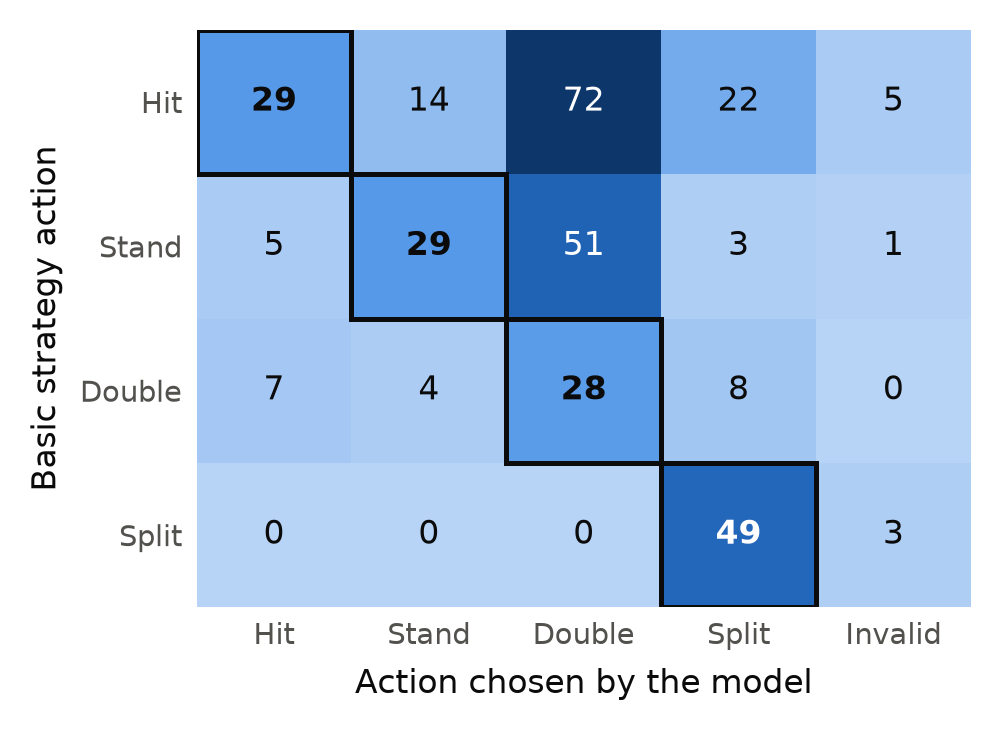 Basic strategy action
Hit 29 14 72 22 5
Stand 5 29 51 3 1
Double 7 4 28 8 0
Split 0 0 0 49 3
Hit Stand Double Split Invalid
Action chosen by the model